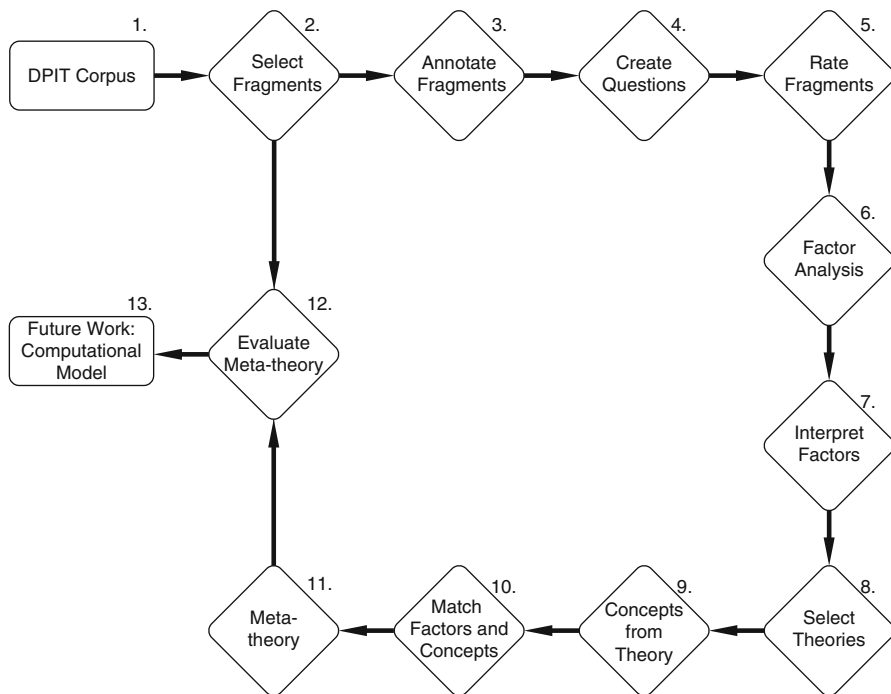 1.
DPIT Corpus
2.
Select
Fragments
3.
Annotate
Fragments
4.
Create
Questions
5.
Rate
Fragments
6.
Factor
Analysis
7.
Interpret
Factors
8.
Select
Theories
9.
Concepts
from
Theory
10.
Match
Factors and
Concepts
11.
Meta-
theory
12.
Evaluate
Meta-theory
13.
Future Work:
Computational
Model